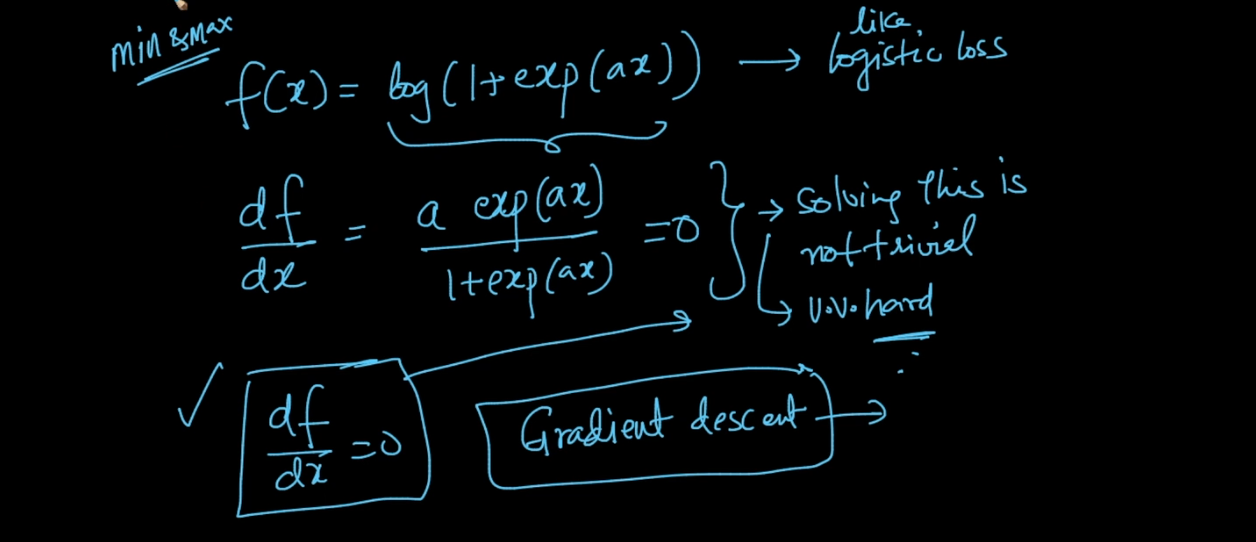 min & max
f(x) = log(1+exp(ax)) → like logistic loss
df/dx = a exp(ax) / 1+exp(ax) = 0 } → solving this is
not trivial
→ v.v. hard
✓ df/dx = 0
Gradient descent →